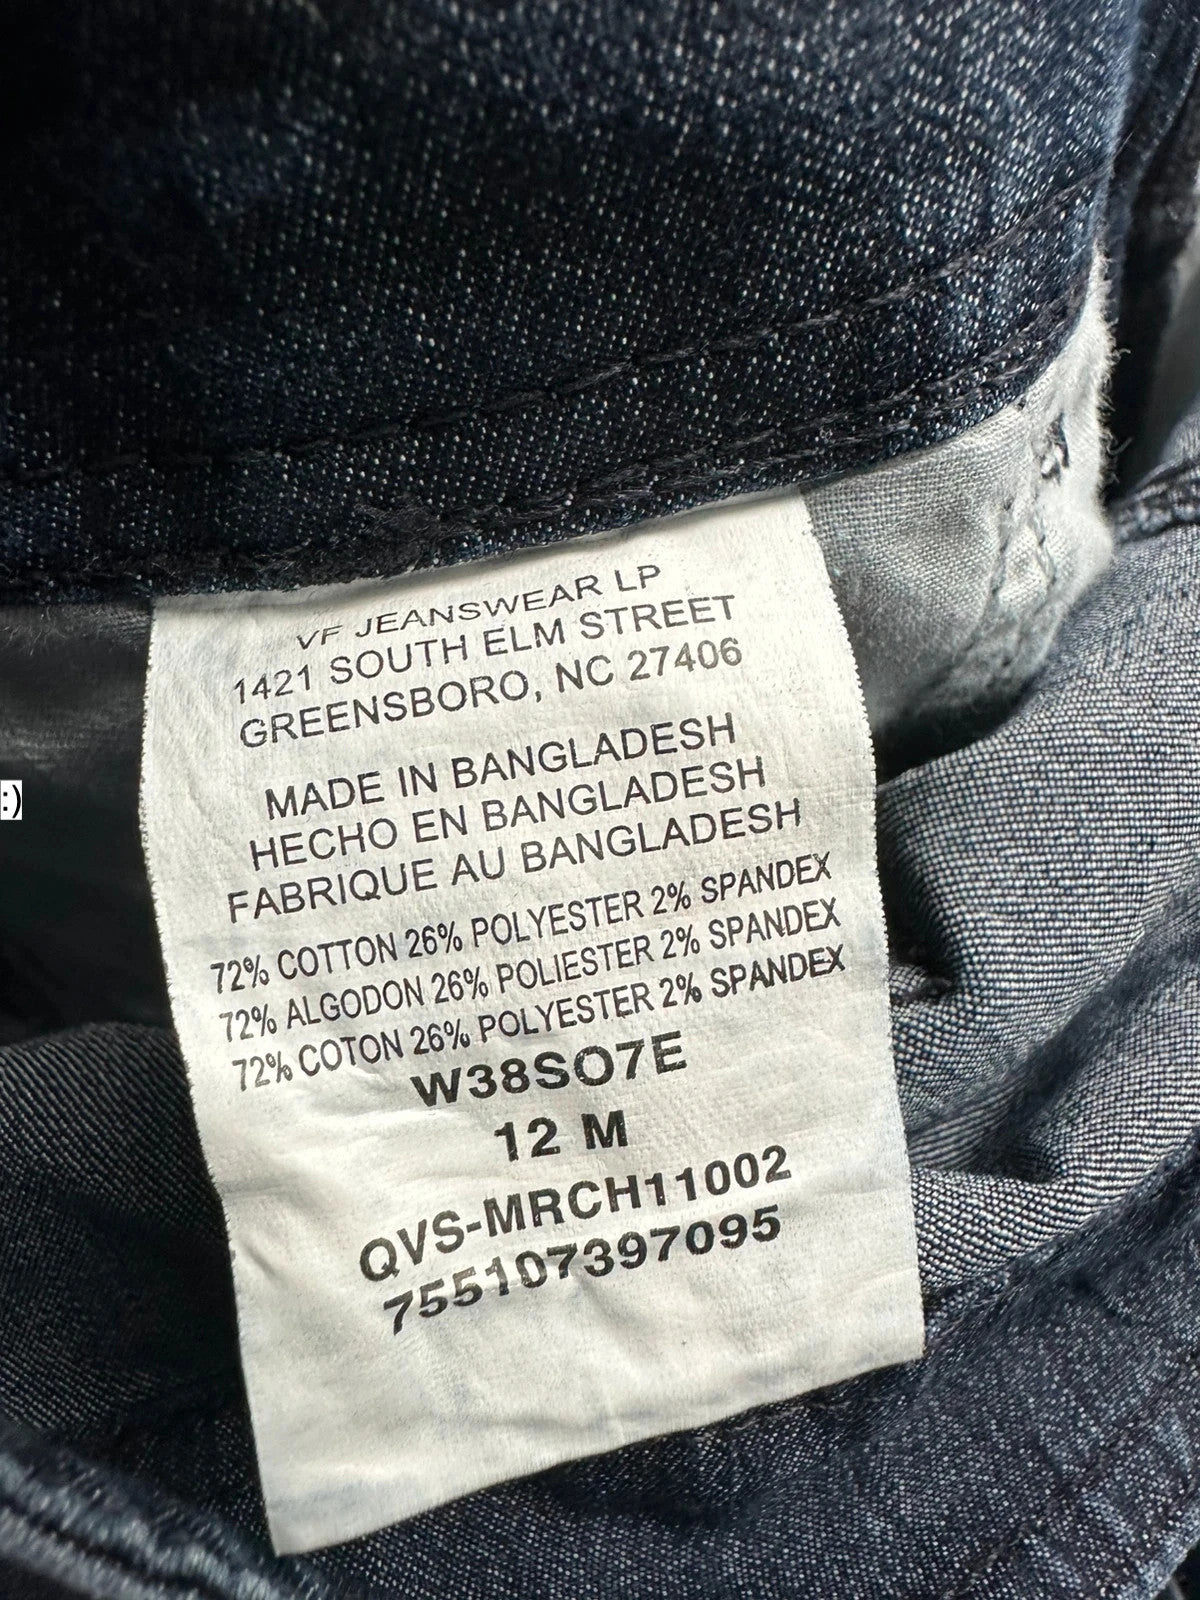 VF JEANSWEAR LP
1421 SOUTH ELM STREET
GREENSBORO, NC 27406
MADE IN BANGLADESH
HECHO EN BANGLADESH
FABRIQUE AU BANGLADESH
72% COTTON 26% POLYESTER 2% SPANDEX
72% ALGODON 26% POLIESTER 2% SPANDEX
72% COTON 26% POLYESTER 2% SPANDEX
W38SO7E
12 M
QVS-MRCH11002
755107397095
:)